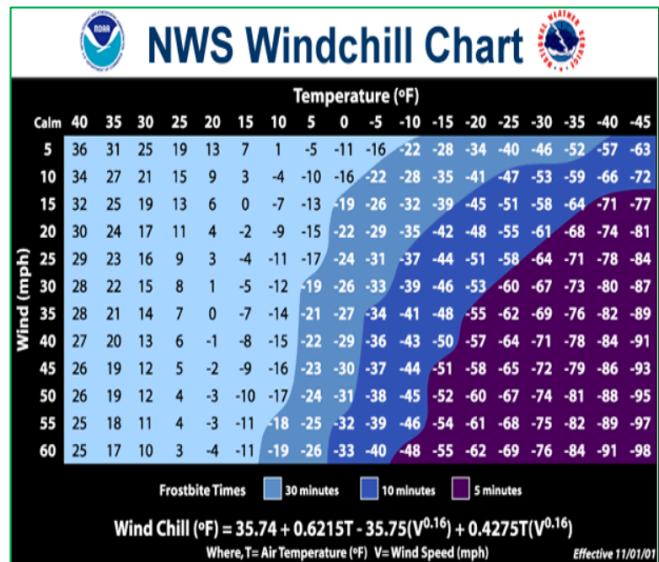 NOAA
NWS Windchill Chart
Temperature (ºF)
Calm 40 35 30 25 20 15 10 5 0 -5 -10 -15 -20 -25 -30 -35 -40 -45
5 36 31 25 19 13 7 1 -5 -11 -16 -22 -28 -34 -40 -46 -52 -57 -63
10 34 27 21 15 9 3 -4 -10 -16 -22 -28 -35 -41 -47 -53 -59 -66 -72
15 32 25 19 13 6 0 -7 -13 -19 -26 -32 -39 -45 -51 -58 -64 -71 -77
20 30 24 17 11 4 -2 -9 -15 -22 -29 -35 -42 -48 -55 -61 -68 -74 -81
25 29 23 16 9 3 -4 -11 -17 -24 -31 -37 -44 -51 -58 -64 -71 -78 -84
30 28 22 15 8 1 -5 -12 -19 -26 -33 -39 -46 -53 -60 -67 -73 -80 -87
35 28 21 14 7 0 -7 -14 -21 -27 -34 -41 -48 -55 -62 -69 -76 -82 -89
40 27 20 13 6 -1 -8 -15 -22 -29 -36 -43 -50 -57 -64 -71 -78 -84 -91
45 26 19 12 5 -2 -9 -16 -23 -30 -37 -44 -51 -58 -65 -72 -79 -86 -93
50 26 19 12 4 -3 -10 -17 -24 -31 -38 -45 -52 -60 -67 -74 -81 -88 -95
55 25 18 11 4 -3 -11 -18 -25 -32 -39 -46 -54 -61 -68 -75 -82 -89 -97
60 25 17 10 3 -4 -11 -19 -26 -33 -40 -48 -55 -62 -69 -76 -84 -91 -98
Wind (mph)
Frostbite Times 30 minutes 10 minutes 5 minutes
Wind Chill (ºF) = 35.74 + 0.6215T - 35.75(V0.16) + 0.4275T(V0.16)
Where, T= Air Temperature (ºF) V= Wind Speed (mph) Effective 11/01/01